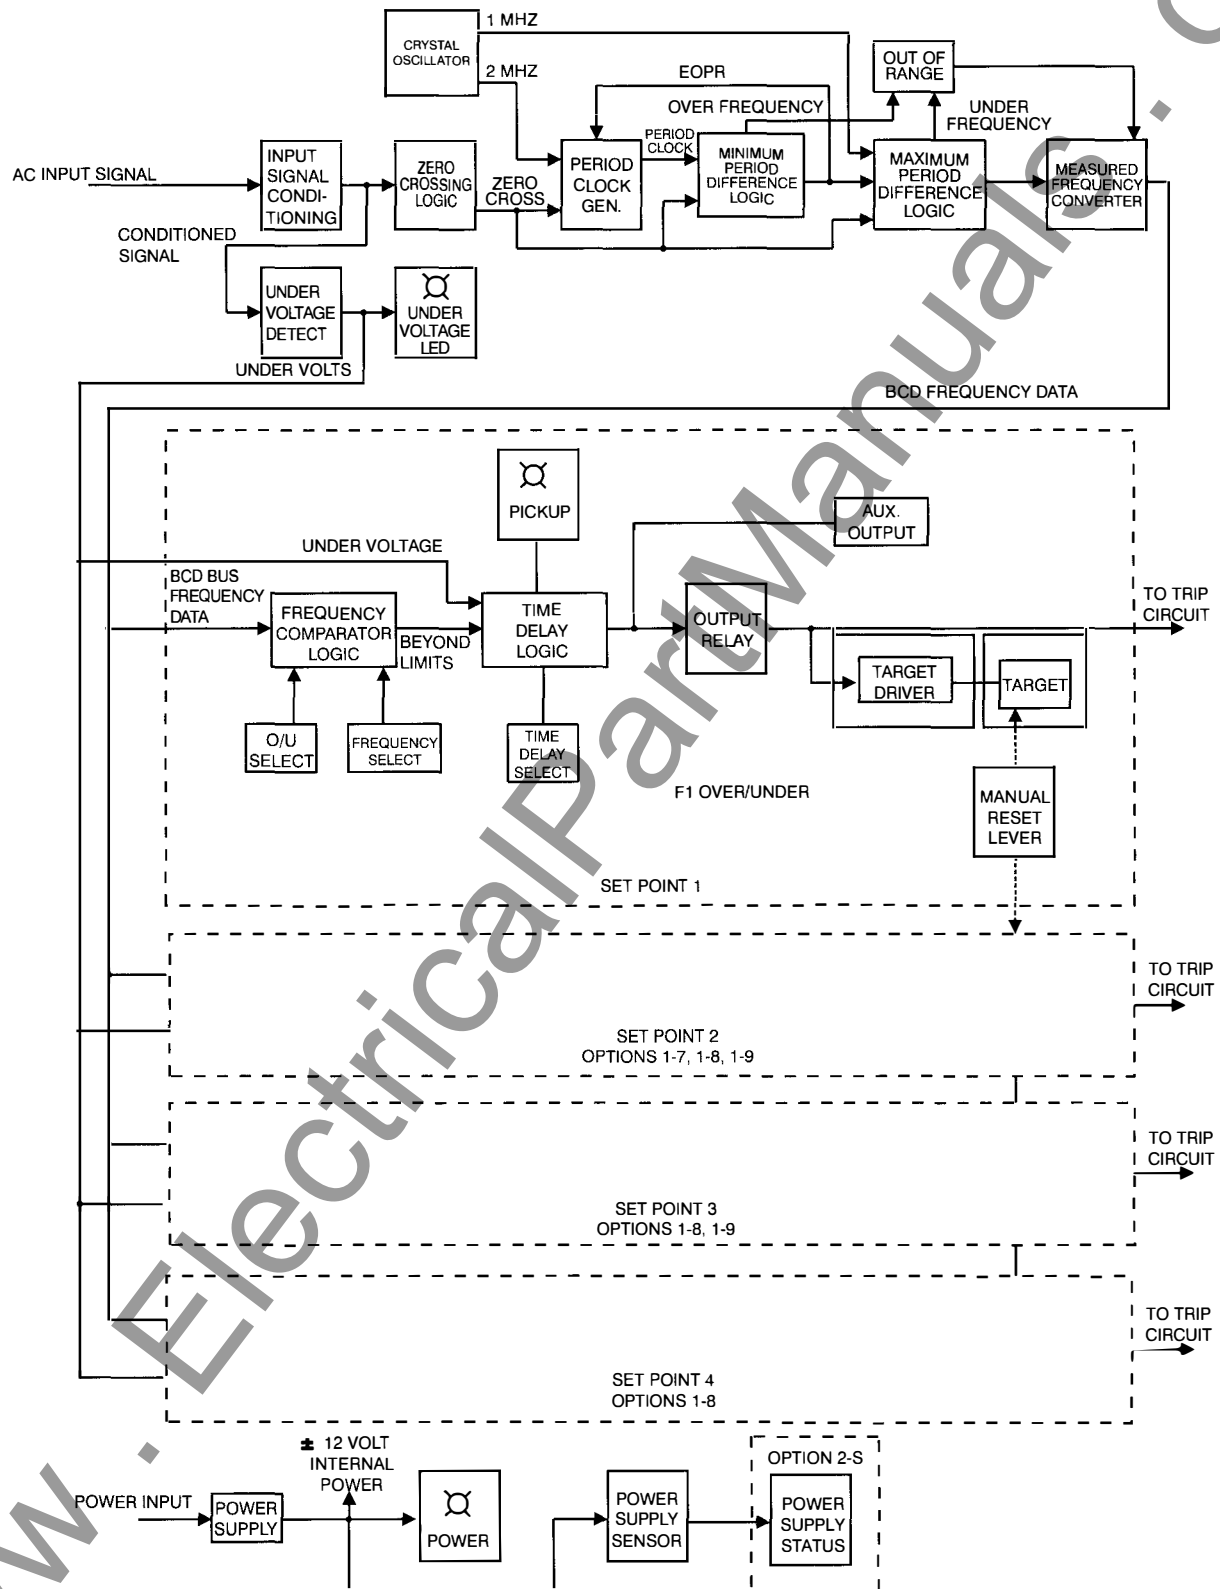 1 MHZ
CRYSTAL
OSCILLATOR
2 MHZ
EOPR
OUT OF
RANGE
OVER FREQUENCY
UNDER
FREQUENCY
AC INPUT SIGNAL
INPUT
SIGNAL
CONDI-
TIONING
ZERO
CROSSING
LOGIC
ZERO
CROSS
PERIOD
CLOCK
GEN.
PERIOD
CLOCK
MINIMUM
PERIOD
DIFFERENCE
LOGIC
MAXIMUM
PERIOD
DIFFERENCE
LOGIC
MEASURED
FREQUENCY
CONVERTER
CONDITIONED
SIGNAL
UNDER
VOLTAGE
DETECT
UNDER
VOLTAGE
LED
UNDER VOLTS
BCD FREQUENCY DATA
PICKUP
AUX.
OUTPUT
UNDER VOLTAGE
BCD BUS
FREQUENCY
DATA
FREQUENCY
COMPARATOR
LOGIC
BEYOND
LIMITS
TIME
DELAY
LOGIC
OUTPUT
RELAY
TO TRIP
CIRCUIT
TARGET
DRIVER
TARGET
O/U
SELECT
FREQUENCY
SELECT
TIME
DELAY
SELECT
F1 OVER/UNDER
MANUAL
RESET
LEVER
SET POINT 1
TO TRIP
CIRCUIT
SET POINT 2
OPTIONS 1-7, 1-8, 1-9
TO TRIP
CIRCUIT
SET POINT 3
OPTIONS 1-8, 1-9
TO TRIP
CIRCUIT
SET POINT 4
OPTIONS 1-8
± 12 VOLT
INTERNAL
POWER
OPTION 2-S
POWER INPUT
POWER
SUPPLY
POWER
POWER
SUPPLY
SENSOR
POWER
SUPPLY
STATUS
w . ElectricalPartManuals . c